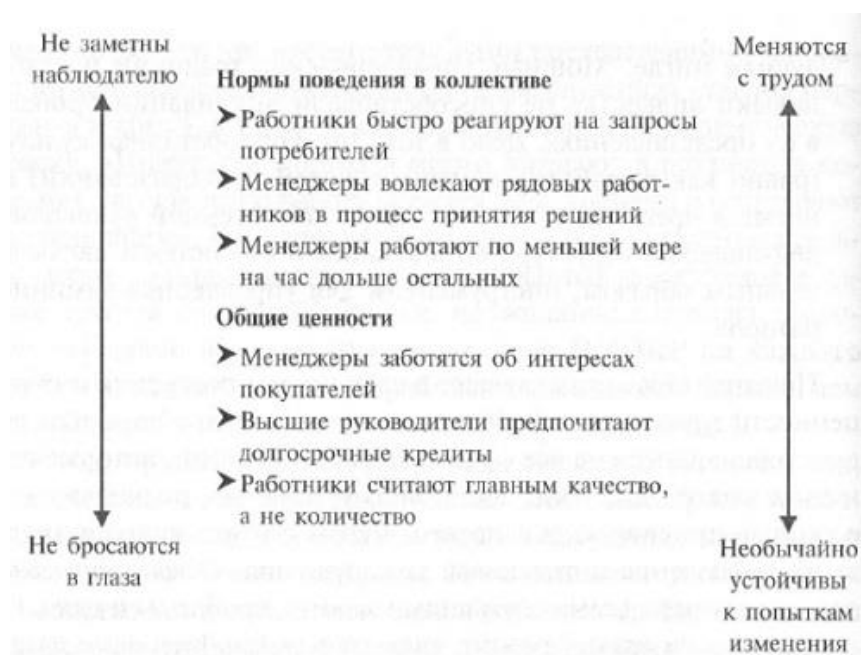 Не заметны
наблюдателю
Меняются
с трудом
Нормы поведения в коллективе
➤Работники быстро реагируют на запросы
потребителей
➤Менеджеры вовлекают рядовых работ-
ников в процесс принятия решений
➤Менеджеры работают по меньшей мере
на час дольше остальных
Общие ценности
➤Менеджеры заботятся об интересах
покупателей
➤Высшие руководители предпочитают
долгосрочные кредиты
➤Работники считают главным качество,
а не количество
Не бросаются
в глаза
Необычайно
устойчивы
к попыткам
изменения